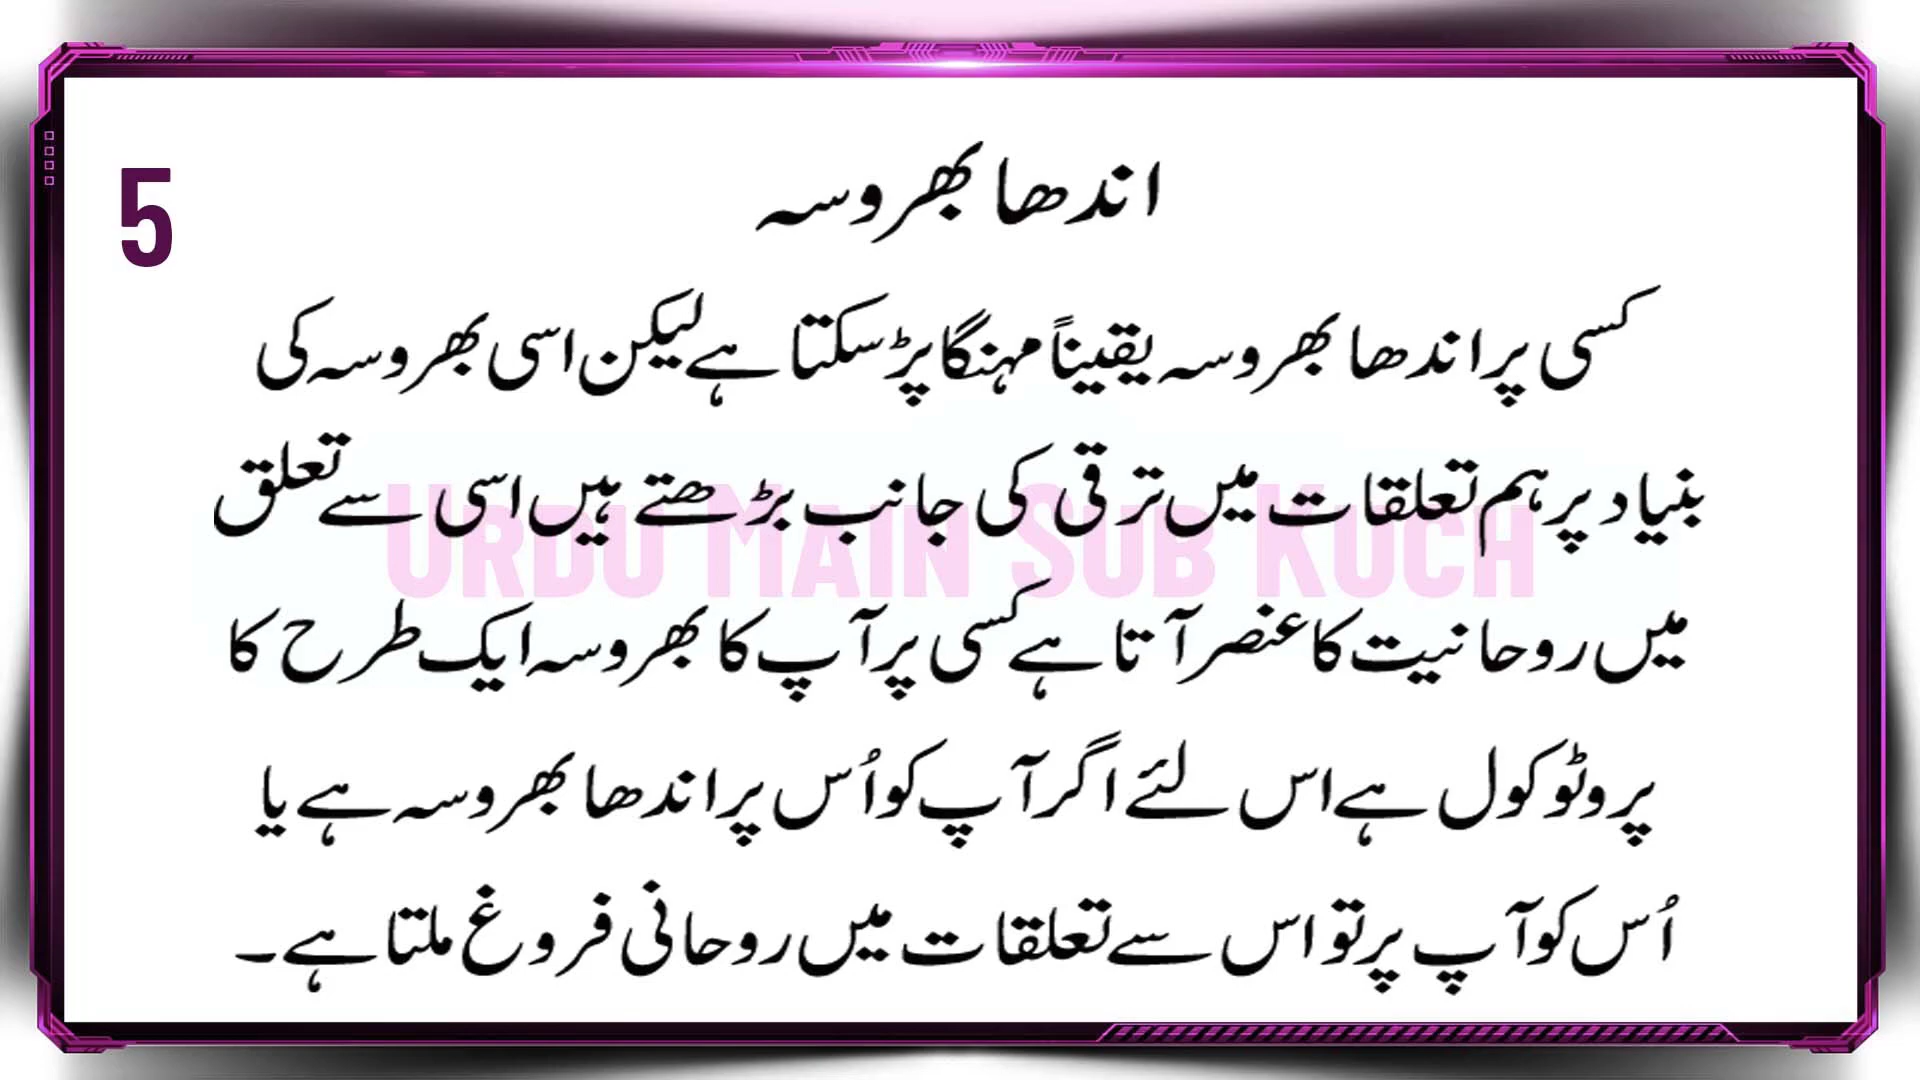 5
اندھا بھروسہ
کسی پر اندھا بھروسہ یقیناً مہنگا پڑ سکتا ہے لیکن اسی بھروسہ کی
بنیاد پر ہم تعلقات میں ترقی کی جانب بڑھتے ہیں اسی سے تعلق
URDU MAIN SUB KUCH
میں روحانیت کا عنصر آتا ہے کسی پر آپ کا بھروسہ ایک طرح کا
پروٹوکول ہے اس لئے اگر آپ کو اُس پر اندھا بھروسہ ہے یا
اُس کو آپ پر تو اس سے تعلقات میں روحانی فروغ ملتا ہے۔